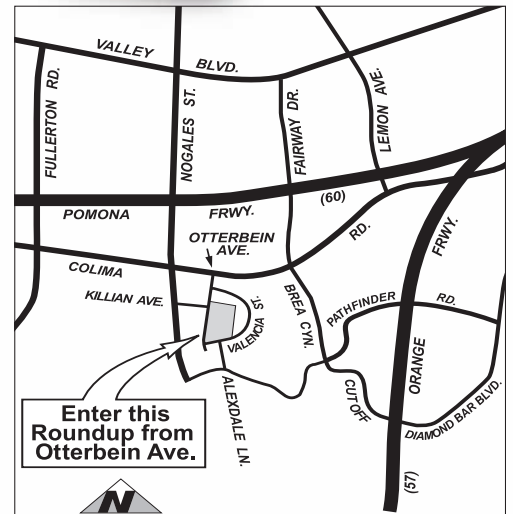 VALLEY BLVD.
FULLERTON RD.
NOGALES ST.
FAIRWAY DR.
LEMON AVE.
POMONA FRWY. (60)
OTTERBEIN
AVE.
COLIMA RD.
KILLIAN AVE.
VALENCIA ST.
BREA CYN.
CUTOFF
PATHFINDER RD.
ORANGE FRWY.
(57)
ALEXDALE LN.
DIAMOND BAR BLVD.
Enter this
Roundup from
Otterbein Ave.
N